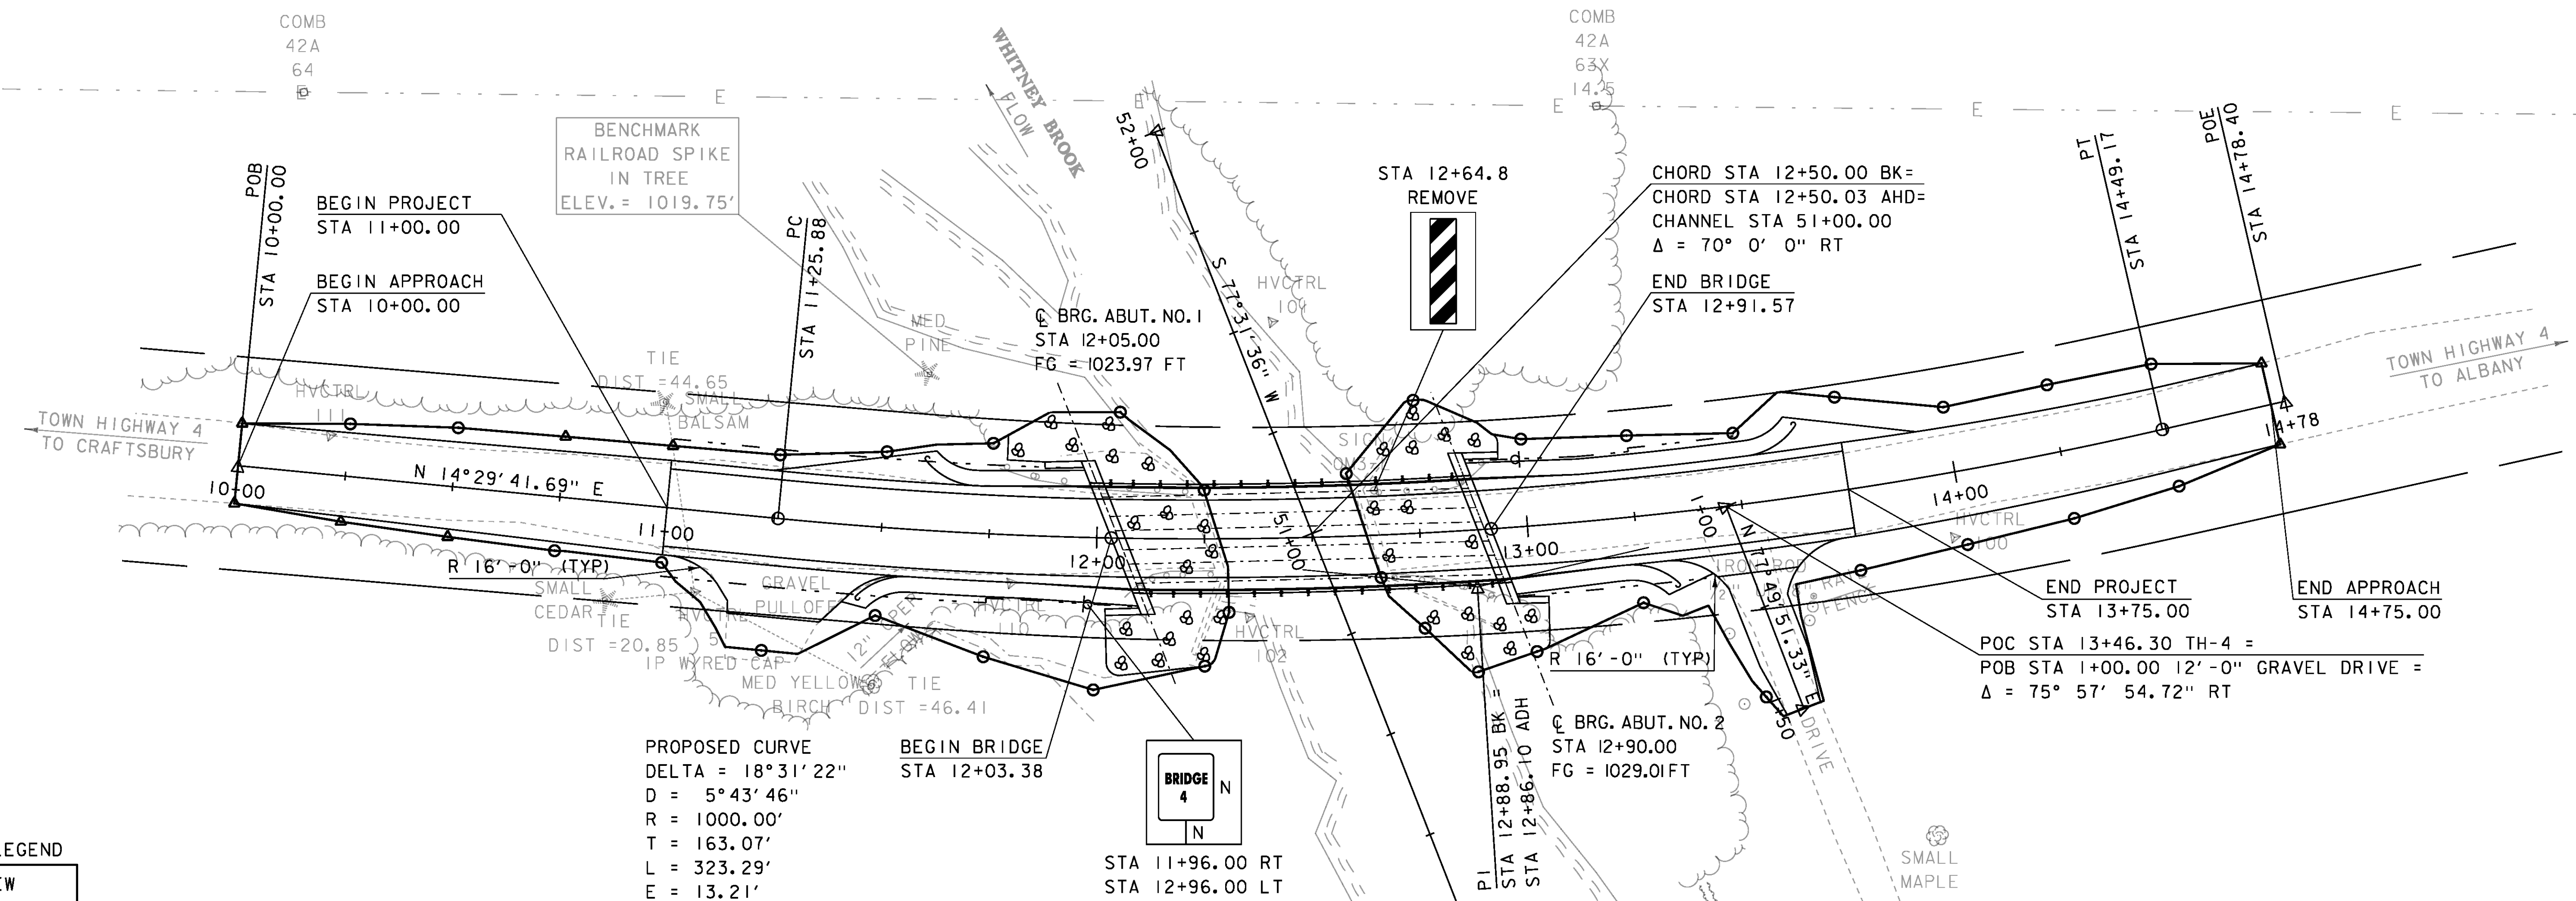 COMB
42A
64
E
E
E
E
E
E
COMB
42A
63X
14.5
WHITNEY BROOK
FLOW
52+00
BENCHMARK
RAILROAD SPIKE
IN TREE
ELEV.= 1019.75'
POB
STA 10+00.00
BEGIN PROJECT
STA 11+00.00
BEGIN APPROACH
STA 10+00.00
PC
STA 11+25.88
STA 12+64.8
REMOVE
CHORD STA 12+50.00 BK=
CHORD STA 12+50.03 AHD=
CHANNEL STA 51+00.00
Δ = 70° 0' 0" RT
END BRIDGE
STA 12+91.57
PT
STA 14+49.17
POE
STA 14+78.40
S 77°31'36" W
HVCTRL
101
℄ BRG. ABUT. NO. 1
STA 12+05.00
FG = 1023.97 FT
MED
PINE
TIE
DIST =44.65
SMALL
BALSAM
HVCTRL
111
TOWN HIGHWAY 4
TO CRAFTSBURY
TOWN HIGHWAY 4
TO ALBANY
14+78
SIGN
OM3-L
N 14°29'41.69" E
10+00
11+00
12+00
51+00
13+00
1+00
14+00
HVCTRL
100
R 16'-0" (TYP)
SMALL
CEDAR
TIE
DIST =20.85
GRAVEL
PULLOFF
HVCTRL
5
IP WYRED CAP
12" UPER
FLOW
HVCTRL
110
HVCTRL
102
MED YELLOW
BIRCH
TIE
DIST =46.41
IRON ROD
N 77°49'51.33" E
FENCE
+50
DRIVE
R 16'-0" (TYP)
END PROJECT
STA 13+75.00
END APPROACH
STA 14+75.00
POC STA 13+46.30 TH-4 =
POB STA 1+00.00 12'-0" GRAVEL DRIVE =
Δ = 75° 57' 54.72" RT
PROPOSED CURVE
DELTA = 18°31'22"
D = 5°43'46"
R = 1000.00'
T = 163.07'
L = 323.29'
E = 13.21'
BEGIN BRIDGE
STA 12+03.38
BRIDGE
4
N
N
STA 11+96.00 RT
STA 12+96.00 LT
PI
STA 12+88.95 BK =
STA 12+86.10 ADH
℄ BRG. ABUT. NO. 2
STA 12+90.00
FG = 1029.01FT
SMALL
MAPLE
LEGEND